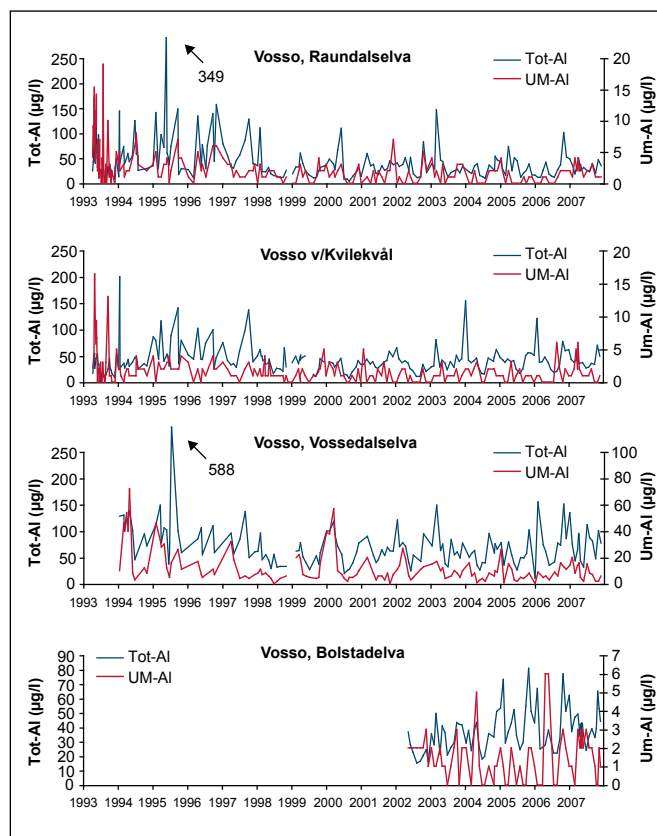 Vosso, Raundalselva
Tot-Al
UM-Al
349
Tot-Al (µg/l)
250
200
150
100
50
0
Um-Al (µg/l)
20
15
10
5
0
1993 1994 1995 1996 1997 1998 1999 2000 2001 2002 2003 2004 2005 2006 2007
Vosso v/Kvilekvål
Tot-Al
UM-Al
Tot-Al (µg/l)
250
200
150
100
50
0
Um-Al (µg/l)
20
15
10
5
0
1993 1994 1995 1996 1997 1998 1999 2000 2001 2002 2003 2004 2005 2006 2007
Vosso, Vossedalselva
Tot-Al
UM-Al
588
Tot-Al (µg/l)
250
200
150
100
50
0
Um-Al (µg/l)
100
80
60
40
20
0
1993 1994 1995 1996 1997 1998 1999 2000 2001 2002 2003 2004 2005 2006 2007
Vosso, Bolstadelva
Tot-Al
UM-Al
Tot-Al (µg/l)
90
80
70
60
50
40
30
20
10
0
UM-Al (µg/l)
7
6
5
4
3
2
1
0
1993 1994 1995 1996 1997 1998 1999 2000 2001 2002 2003 2004 2005 2006 2007